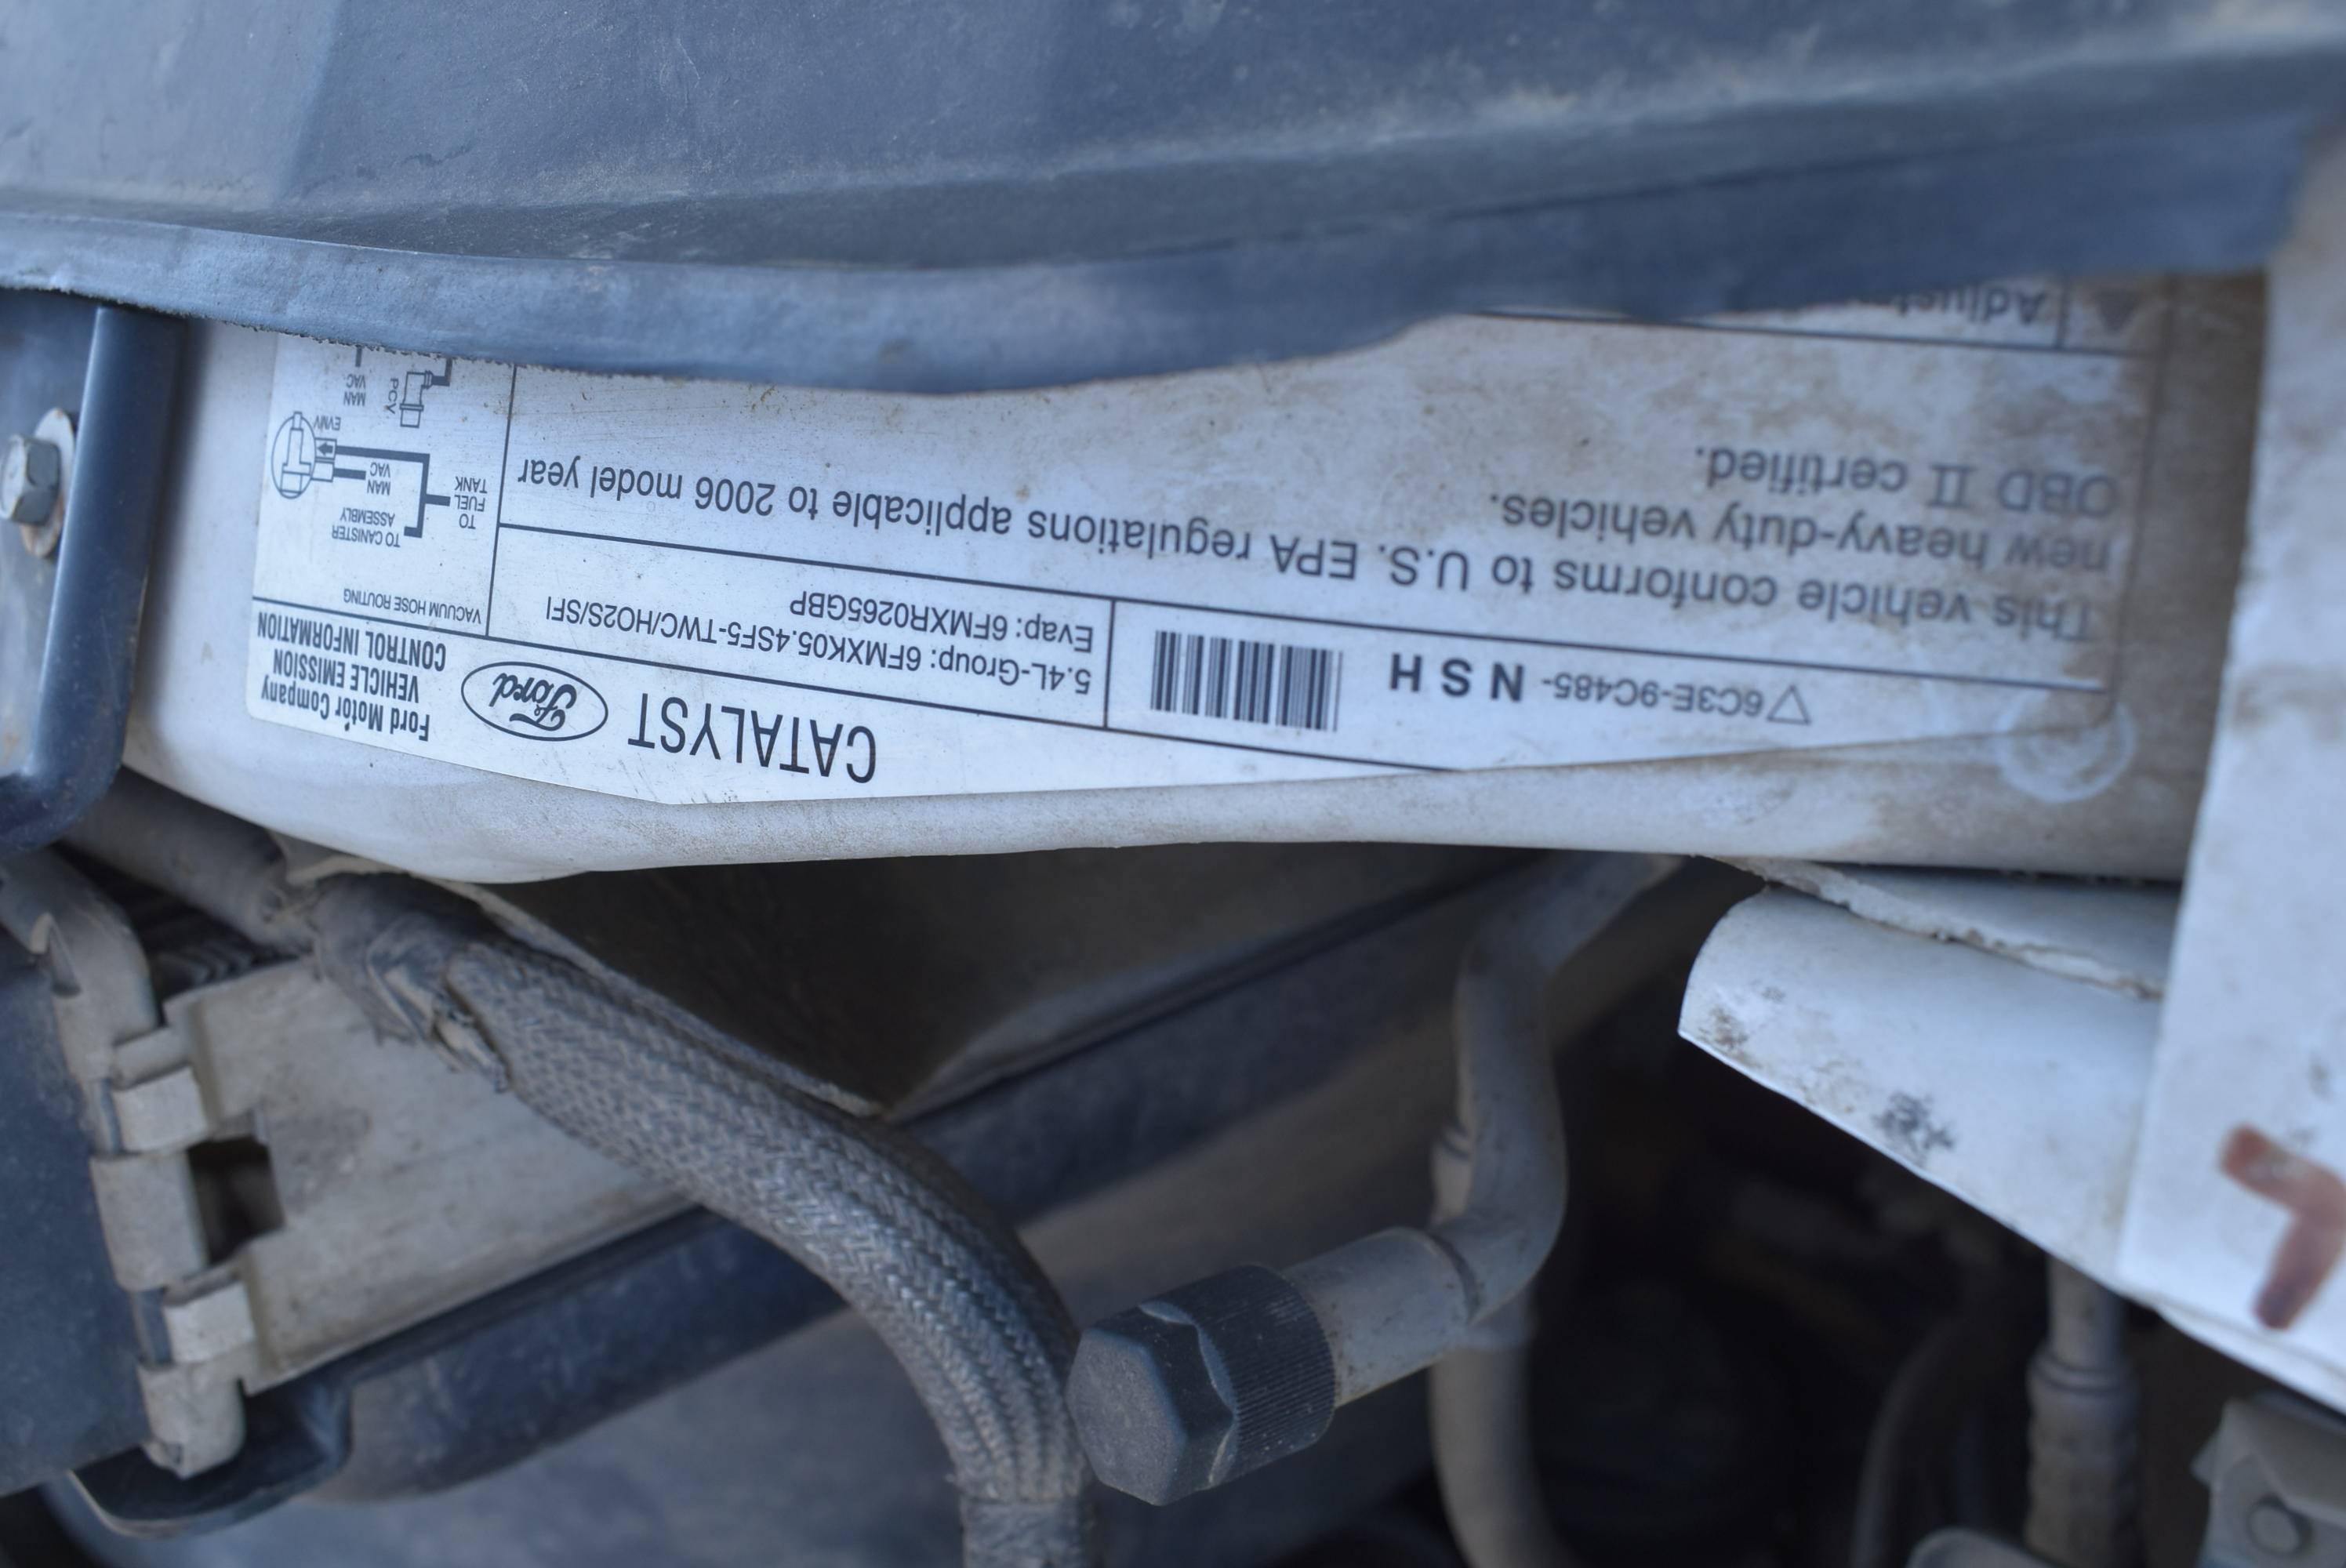 Ford Motor Company
VEHICLE EMISSION
CONTROL INFORMATION
Ford
CATALYST
5.4L-Group: 6FMXK05.4SF5-TWC/HO2S/SFI
Evap: 6FMXR0265GBP
6C3E-9C485- NSH
VACUUM HOSE ROUTING
TO CANISTER
ASSEMBLY
TO
FUEL
TANK
MAN
VAC
EVMV
PCV
MAN
VAC
This vehicle conforms to U.S. EPA regulations applicable to 2006 model year
new heavy-duty vehicles.
OBD II certified.